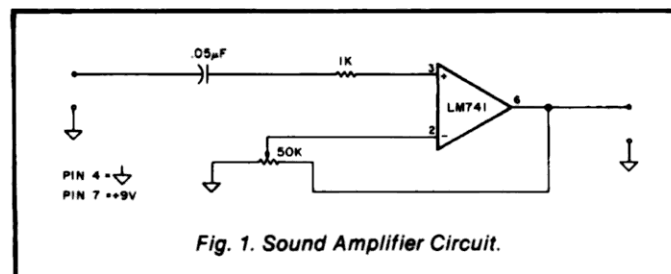 .05µF
1K
3
+
LM741
6
2
-
50K
PIN 4 =
PIN 7 =+9V
Fig. 1. Sound Amplifier Circuit.